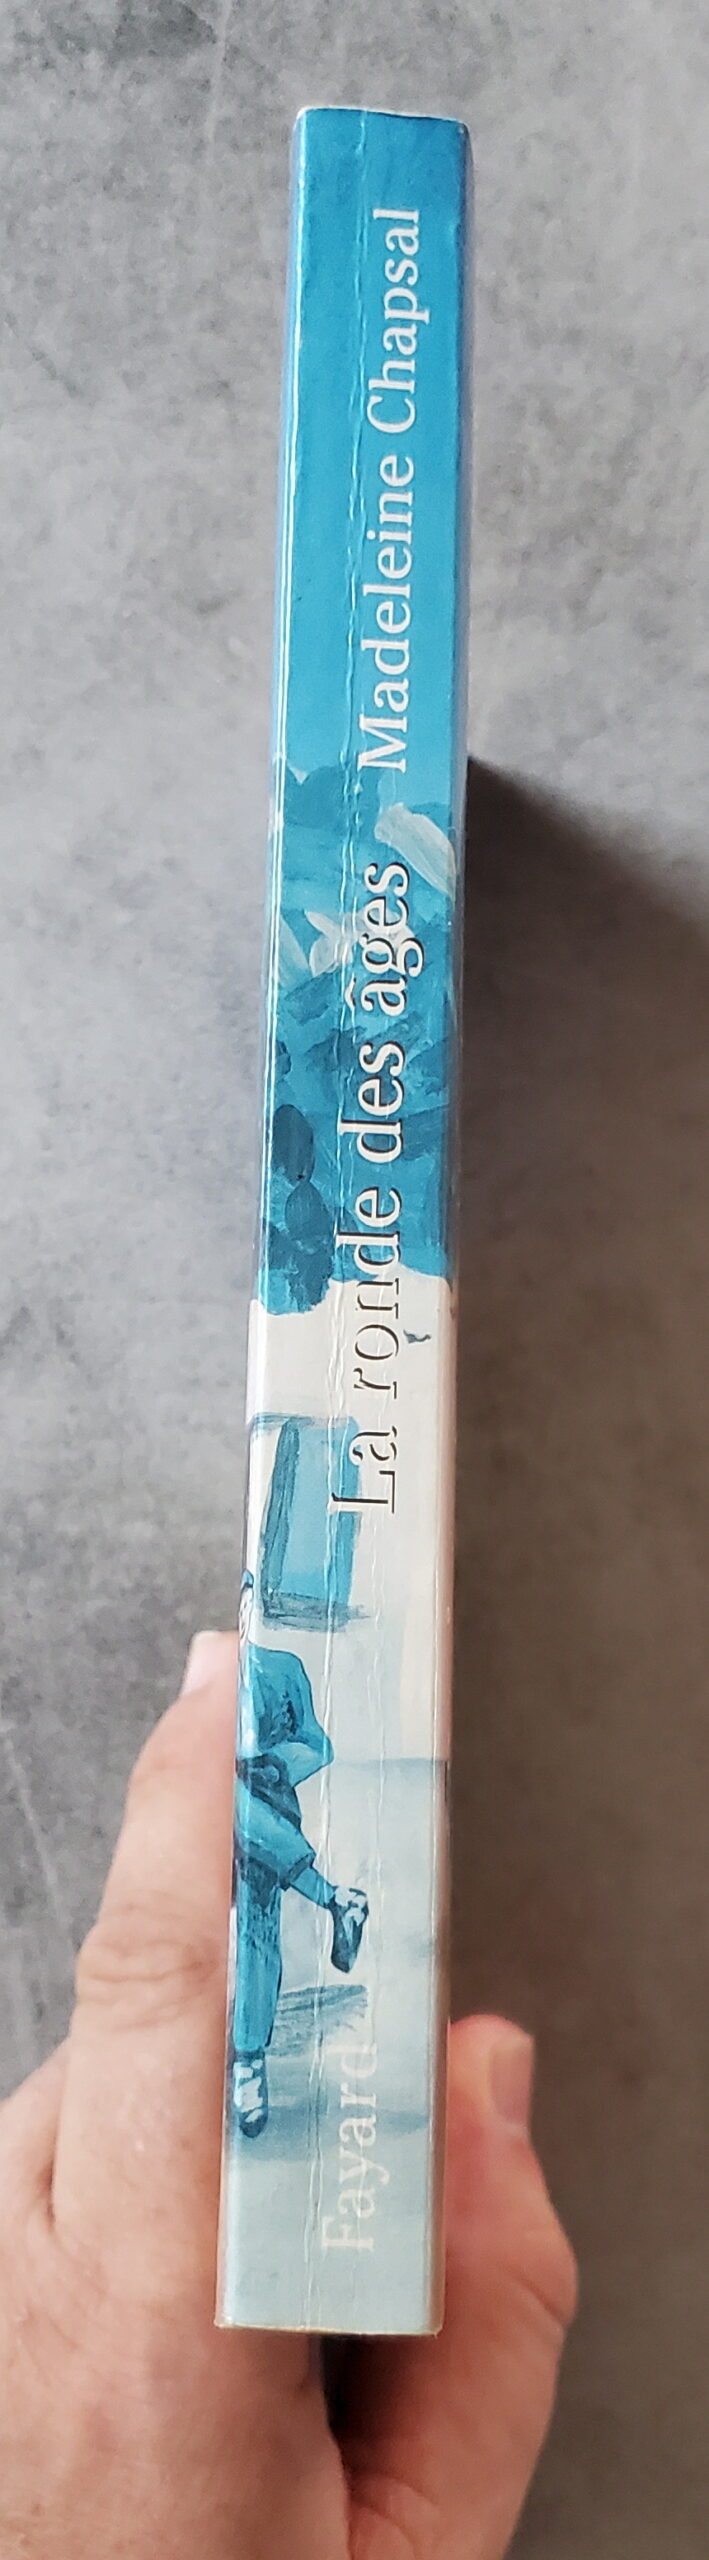 Madeleine Chapsal
La ronde des âges
Fayard